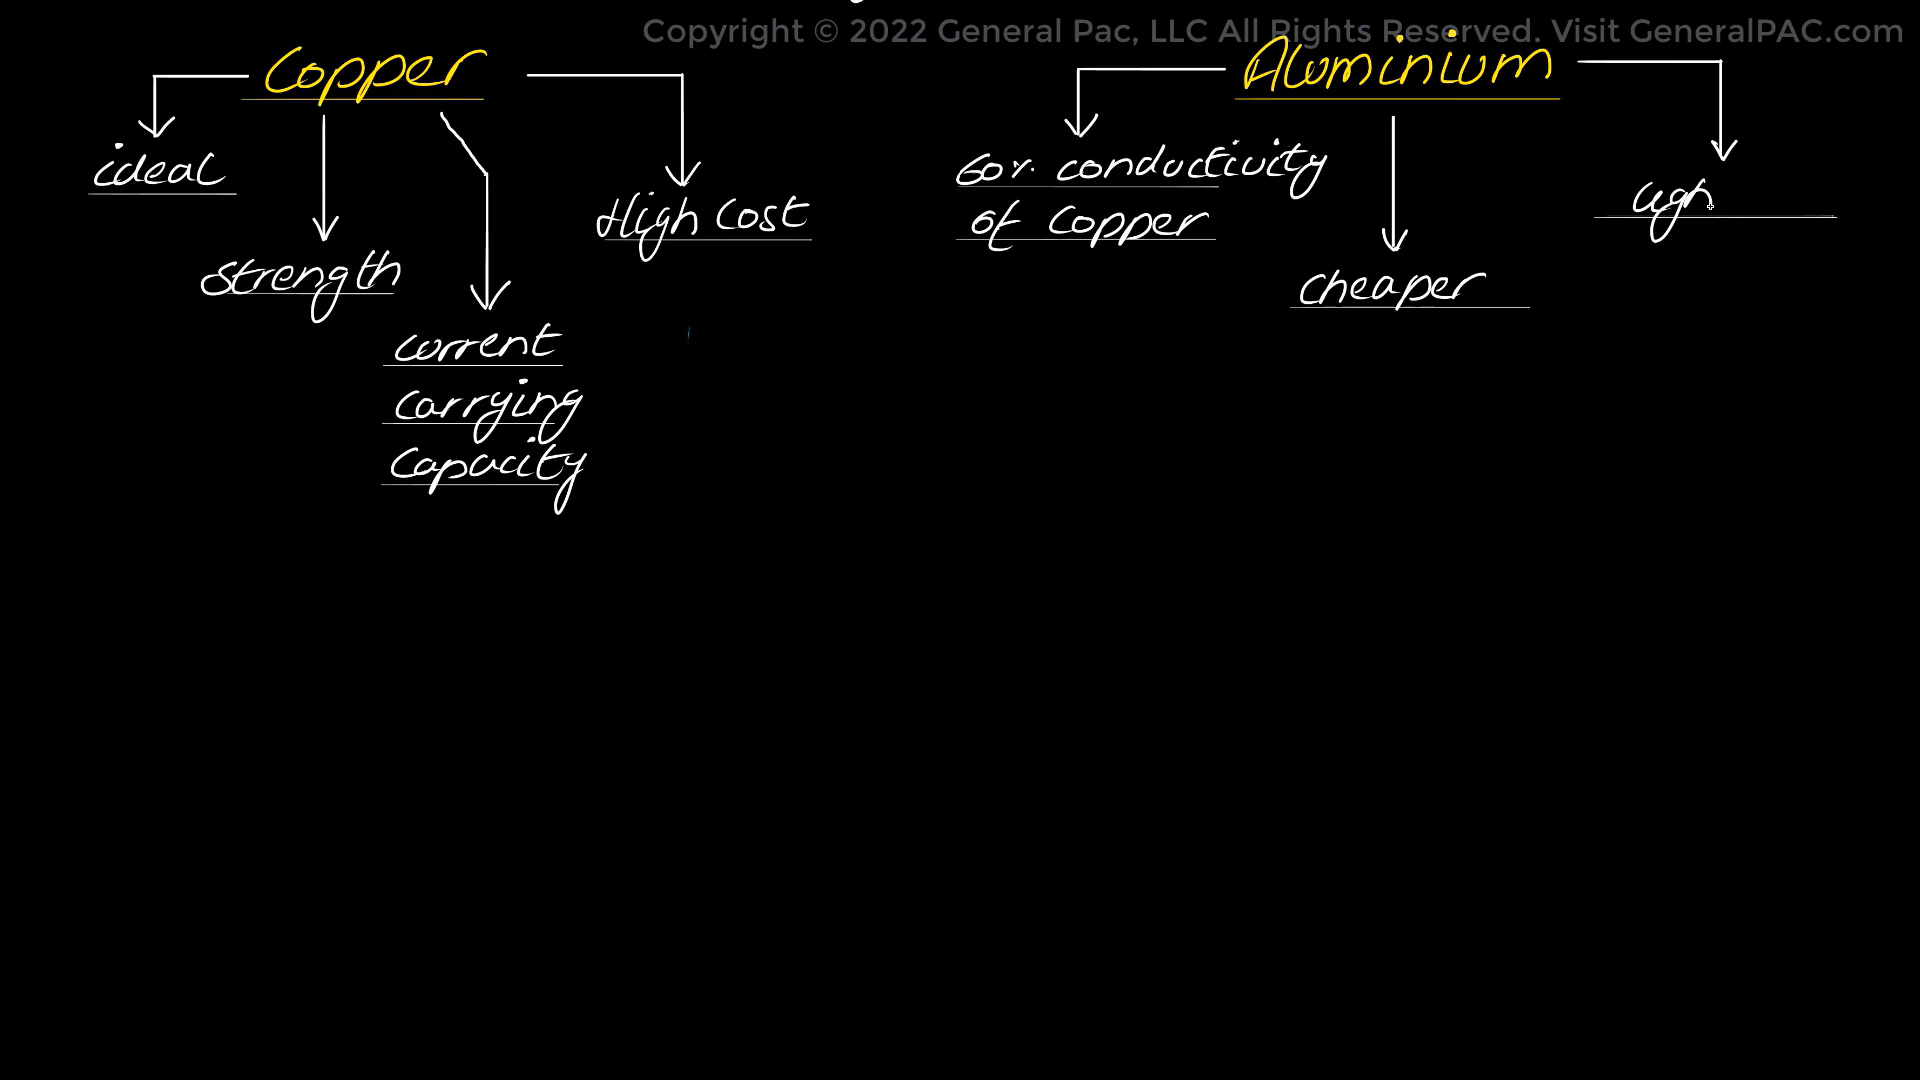 Copyright © 2022 General Pac, LLC All Rights Reserved. Visit GeneralPAC.com
Copper
ideal
Strength
current
Carrying
Capacity
High Cost
Aluminium
60% conductivity
of Copper
Cheaper
Ligh